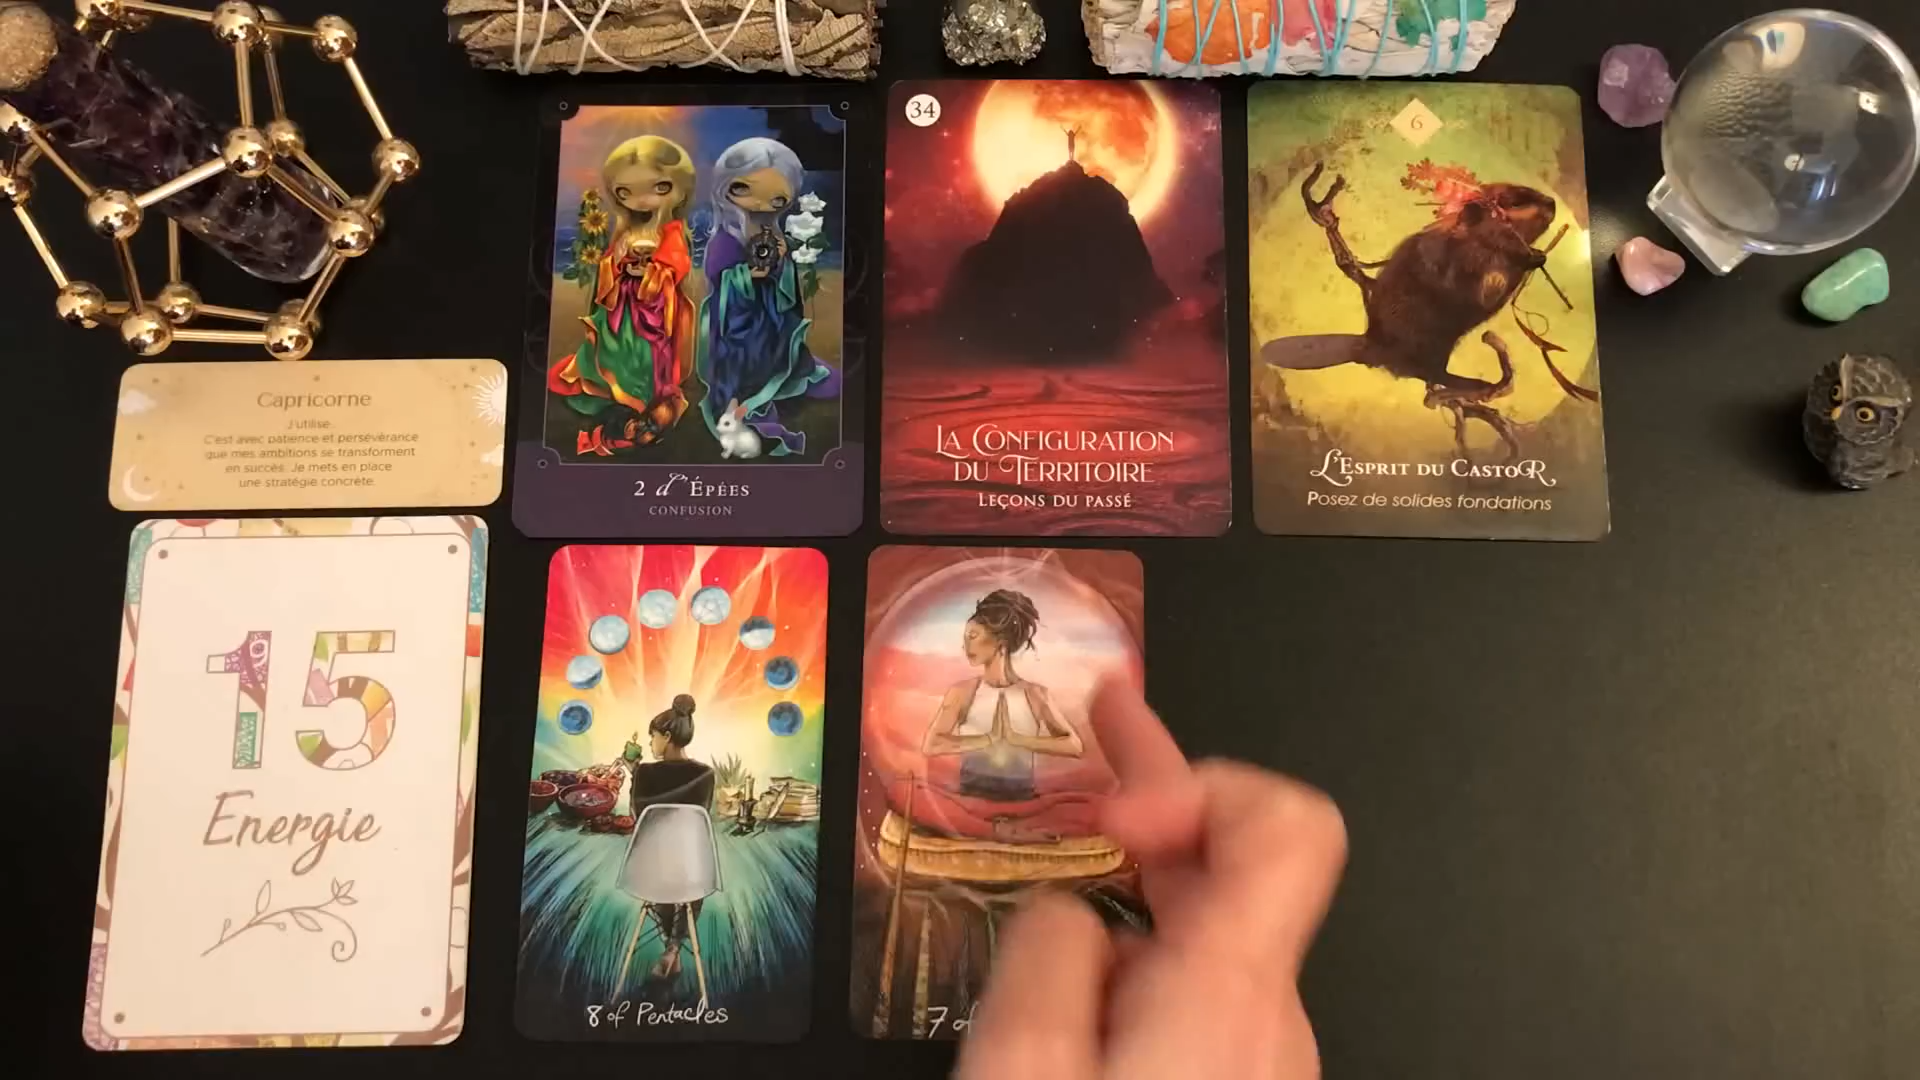 Capricorne
J'utilise...
C'est avec patience et persévérance
que mes ambitions se transforment
en succès. Je mets en place
une stratégie concrète.
15
Energie
2 d'Épées
CONFUSION
34
La Configuration
du Territoire
Leçons du passé
6
L'Esprit du Castor
Posez de solides fondations
8 of Pentacles
7 of